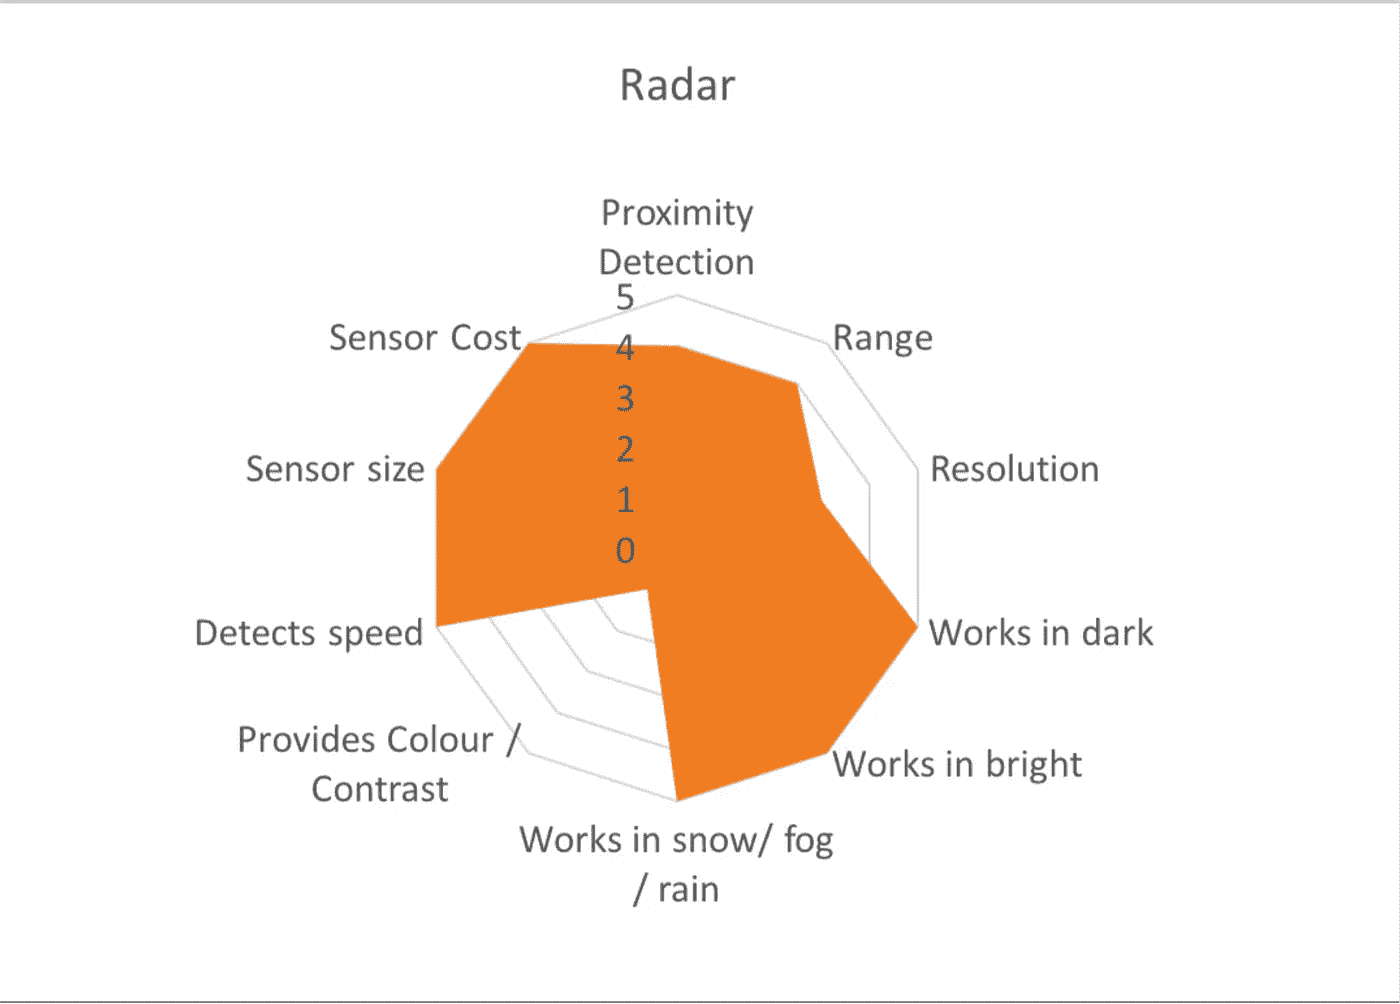 Radar
Proximity
Detection
5
4
3
2
1
0
Range
Resolution
Works in dark
Works in bright
Works in snow/ fog
/ rain
Provides Colour /
Contrast
Detects speed
Sensor size
Sensor Cost